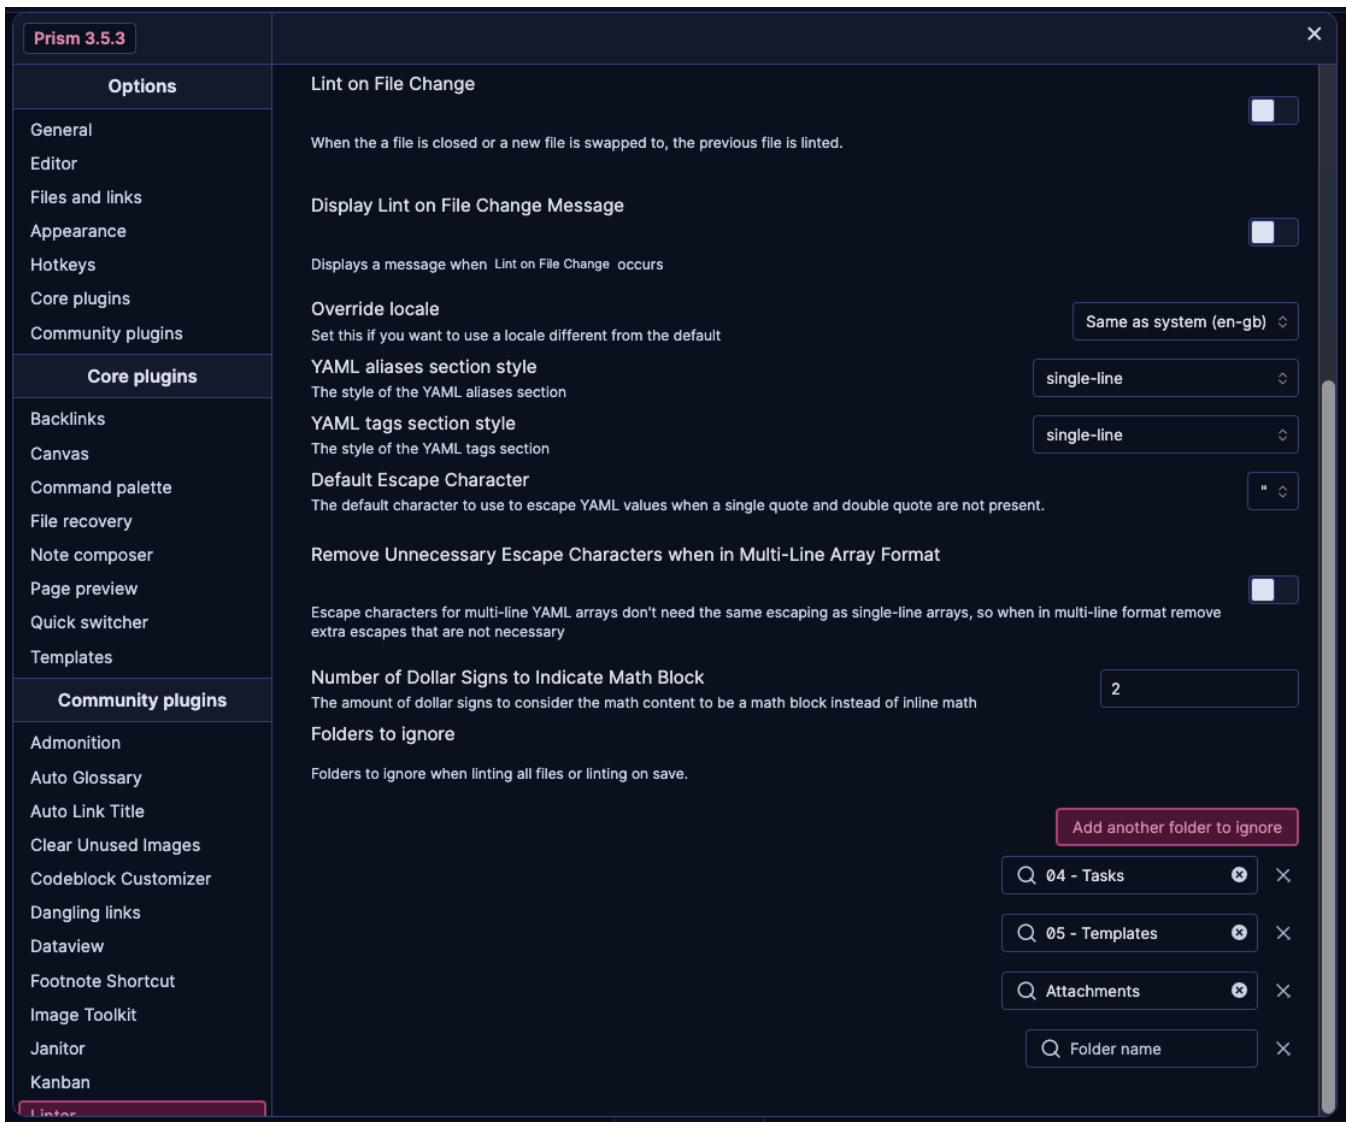 Prism 3.5.3
Options
General
Editor
Files and links
Appearance
Hotkeys
Core plugins
Community plugins
Core plugins
Backlinks
Canvas
Command palette
File recovery
Note composer
Page preview
Quick switcher
Templates
Community plugins
Admonition
Auto Glossary
Auto Link Title
Clear Unused Images
Codeblock Customizer
Dangling links
Dataview
Footnote Shortcut
Image Toolkit
Janitor
Kanban
Linter
Lint on File Change
When the a file is closed or a new file is swapped to, the previous file is linted.
Display Lint on File Change Message
Displays a message when Lint on File Change occurs
Override locale
Set this if you want to use a locale different from the default
Same as system (en-gb)
YAML aliases section style
The style of the YAML aliases section
single-line
YAML tags section style
The style of the YAML tags section
single-line
Default Escape Character
The default character to use to escape YAML values when a single quote and double quote are not present.
"
Remove Unnecessary Escape Characters when in Multi-Line Array Format
Escape characters for multi-line YAML arrays don't need the same escaping as single-line arrays, so when in multi-line format remove
extra escapes that are not necessary
Number of Dollar Signs to Indicate Math Block
The amount of dollar signs to consider the math content to be a math block instead of inline math
2
Folders to ignore
Folders to ignore when linting all files or linting on save.
Add another folder to ignore
04 - Tasks
05 - Templates
Attachments
Folder name